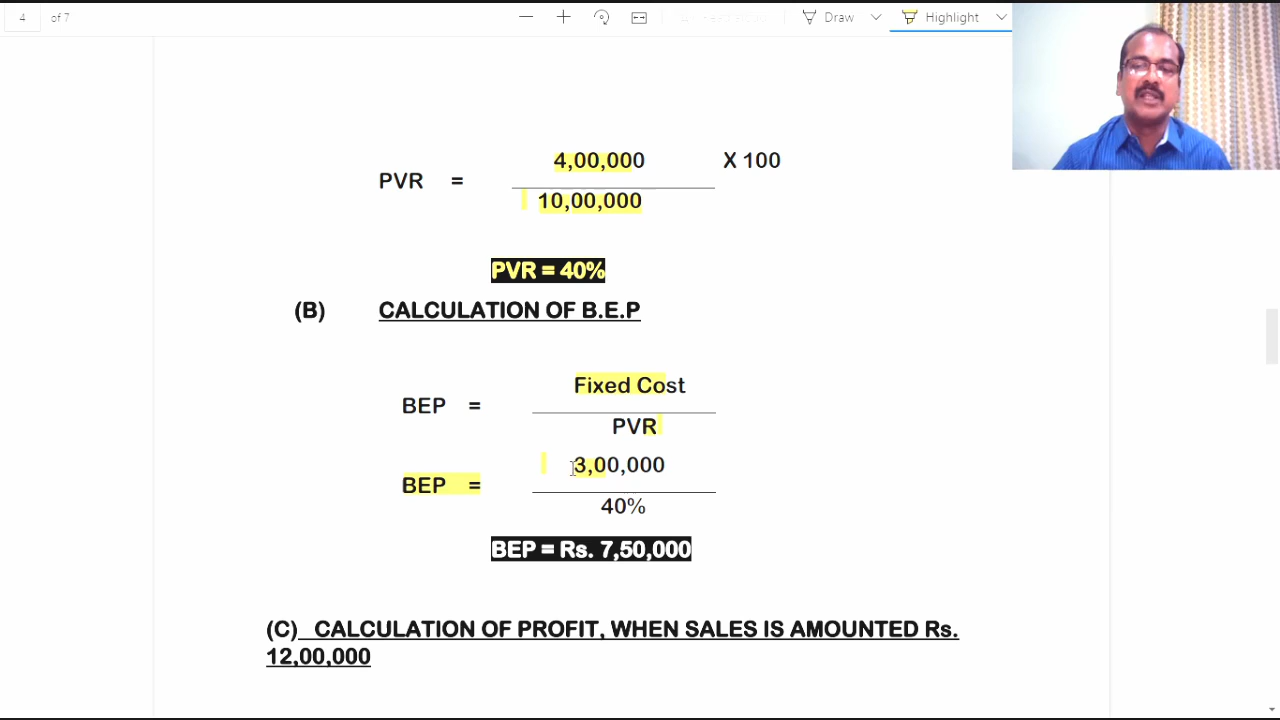 4 of 7
Draw
Highlight
4,00,000 X 100
PVR =
10,00,000
PVR = 40%
(B) CALCULATION OF B.E.P
Fixed Cost
BEP =
PVR
3,00,000
BEP =
40%
BEP = Rs. 7,50,000
(C) CALCULATION OF PROFIT, WHEN SALES IS AMOUNTED Rs.
12,00,000